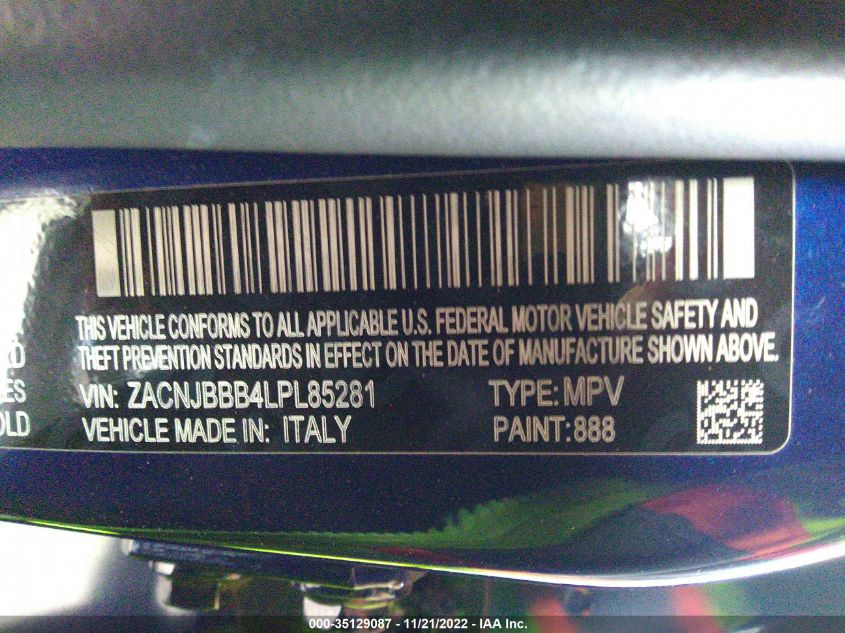 THIS VEHICLE CONFORMS TO ALL APPLICABLE U.S. FEDERAL MOTOR VEHICLE SAFETY AND
THEFT PREVENTION STANDARDS IN EFFECT ON THE DATE OF MANUFACTURE SHOWN ABOVE.
VIN: ZACNJBBB4LPL85281 TYPE: MPV
VEHICLE MADE IN: ITALY PAINT: 888
000-35129087 - 11/21/2022 - IAA Inc.